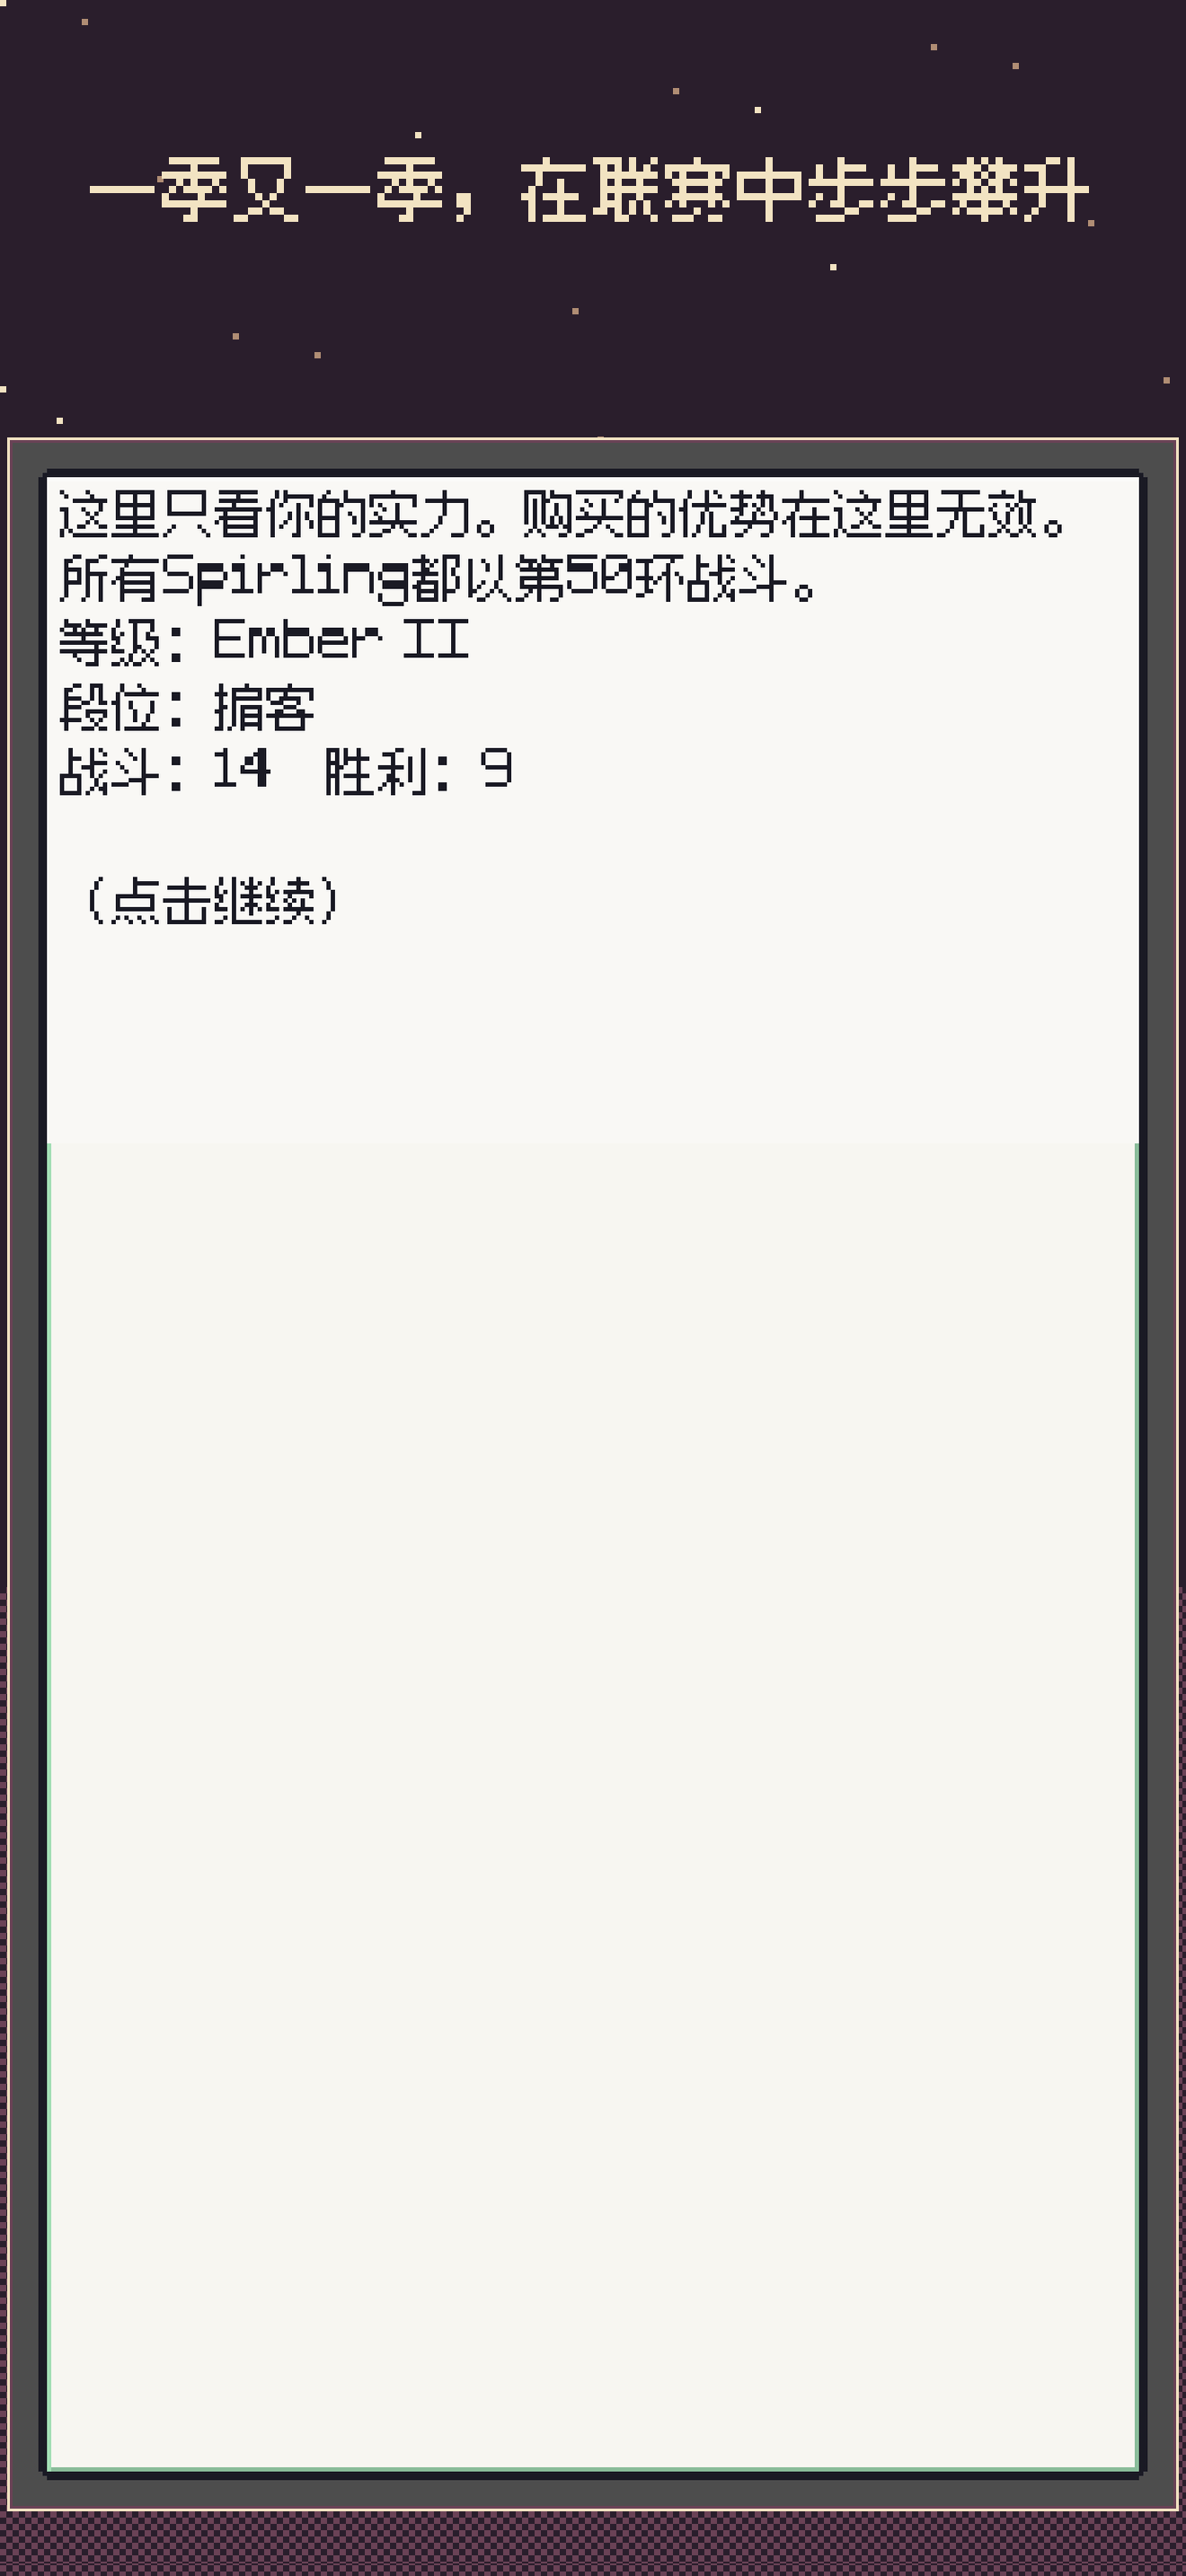 一季又一季，在联赛中步步攀升
这里只看你的实力。购买的优势在这里无效。
所有Spirling都以第50环战斗。
等级：Ember II
段位：掮客
战斗：14 胜利：9
（点击继续）